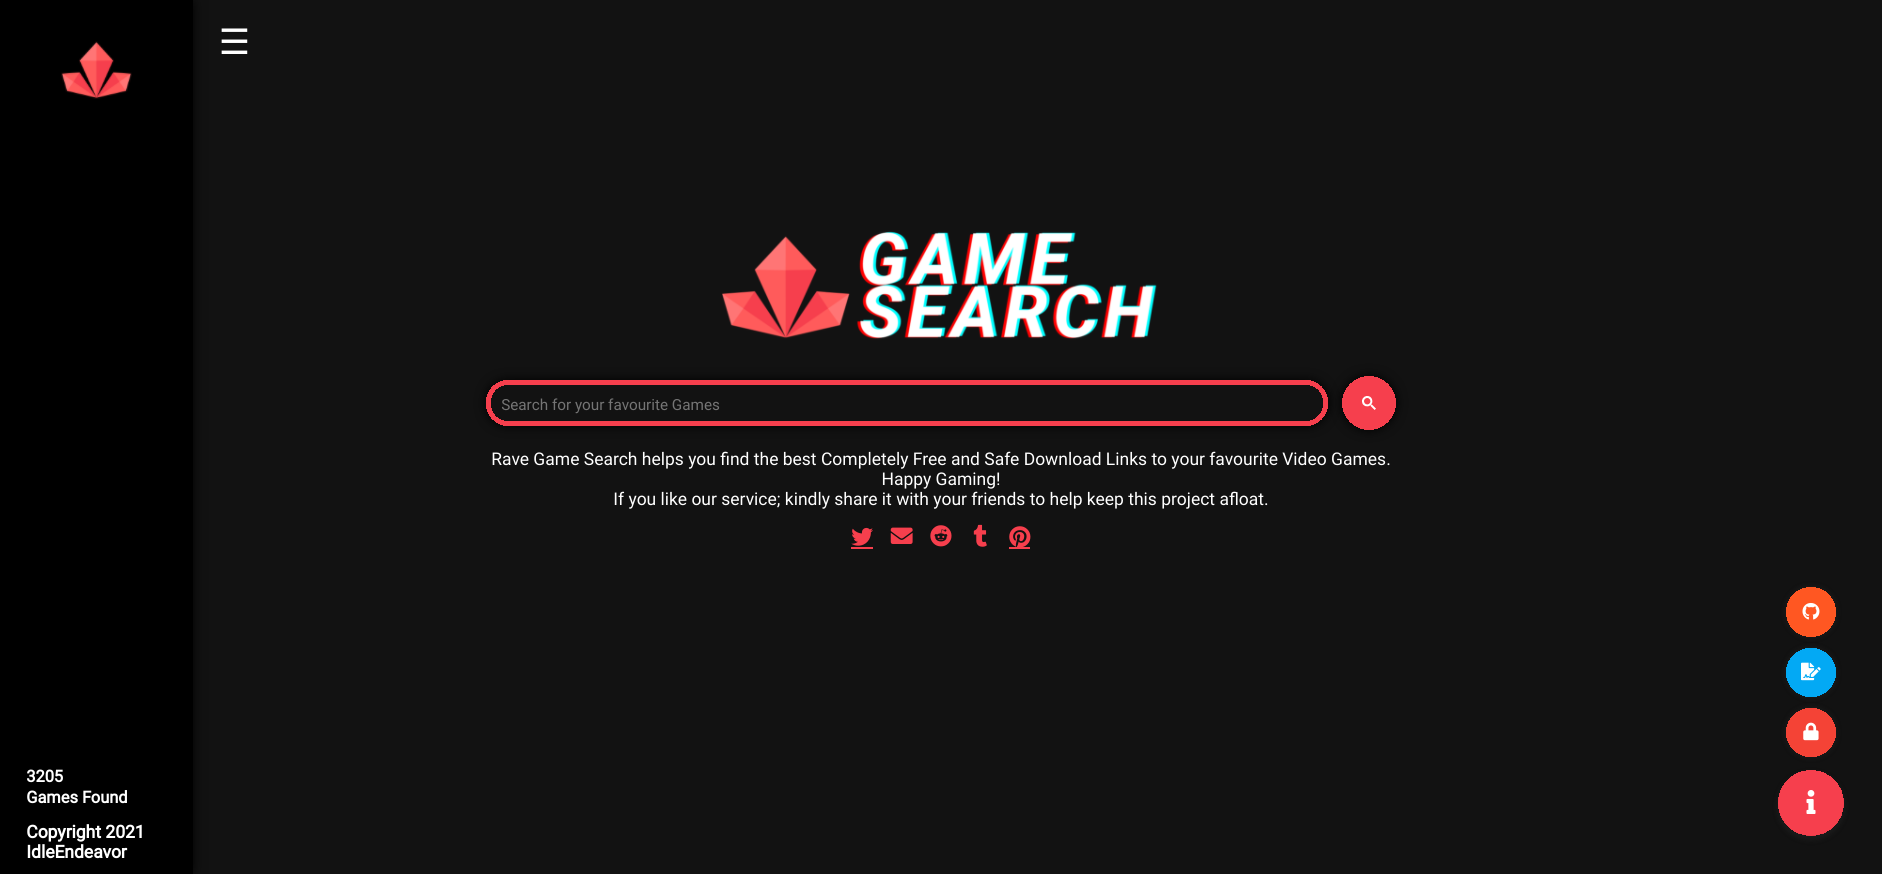 GAME
SEARCH
Search for your favourite Games
Rave Game Search helps you find the best Completely Free and Safe Download Links to your favourite Video Games.
Happy Gaming!
If you like our service; kindly share it with your friends to help keep this project afloat.
3205
Games Found
Copyright 2021
IdleEndeavor